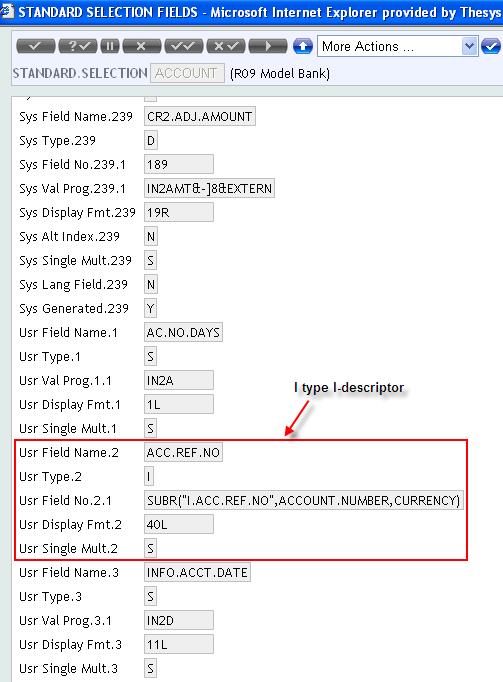 STANDARD SELECTION FIELDS - Microsoft Internet Explorer provided by Thesys
More Actions ...
STANDARD.SELECTION ACCOUNT (R09 Model Bank)
Sys Field Name.239 CR2.ADJ.AMOUNT
Sys Type.239 D
Sys Field No.239.1 189
Sys Val Prog.239.1 IN2AMT&-]8&EXTERN
Sys Display Fmt.239 19R
Sys Alt Index.239 N
Sys Single Mult.239 S
Sys Lang Field.239 N
Sys Generated.239 Y
Usr Field Name.1 AC.NO.DAYS
Usr Type.1 S
Usr Val Prog.1.1 IN2A
Usr Display Fmt.1 1L
I type I-descriptor
Usr Single Mult.1 S
Usr Field Name.2 ACC.REF.NO
Usr Type.2 I
Usr Field No.2.1 SUBR("I.ACC.REF.NO",ACCOUNT.NUMBER,CURRENCY)
Usr Display Fmt.2 40L
Usr Single Mult.2 S
Usr Field Name.3 INFO.ACCT.DATE
Usr Type.3 S
Usr Val Prog.3.1 IN2D
Usr Display Fmt.3 11L
Usr Single Mult.3 S